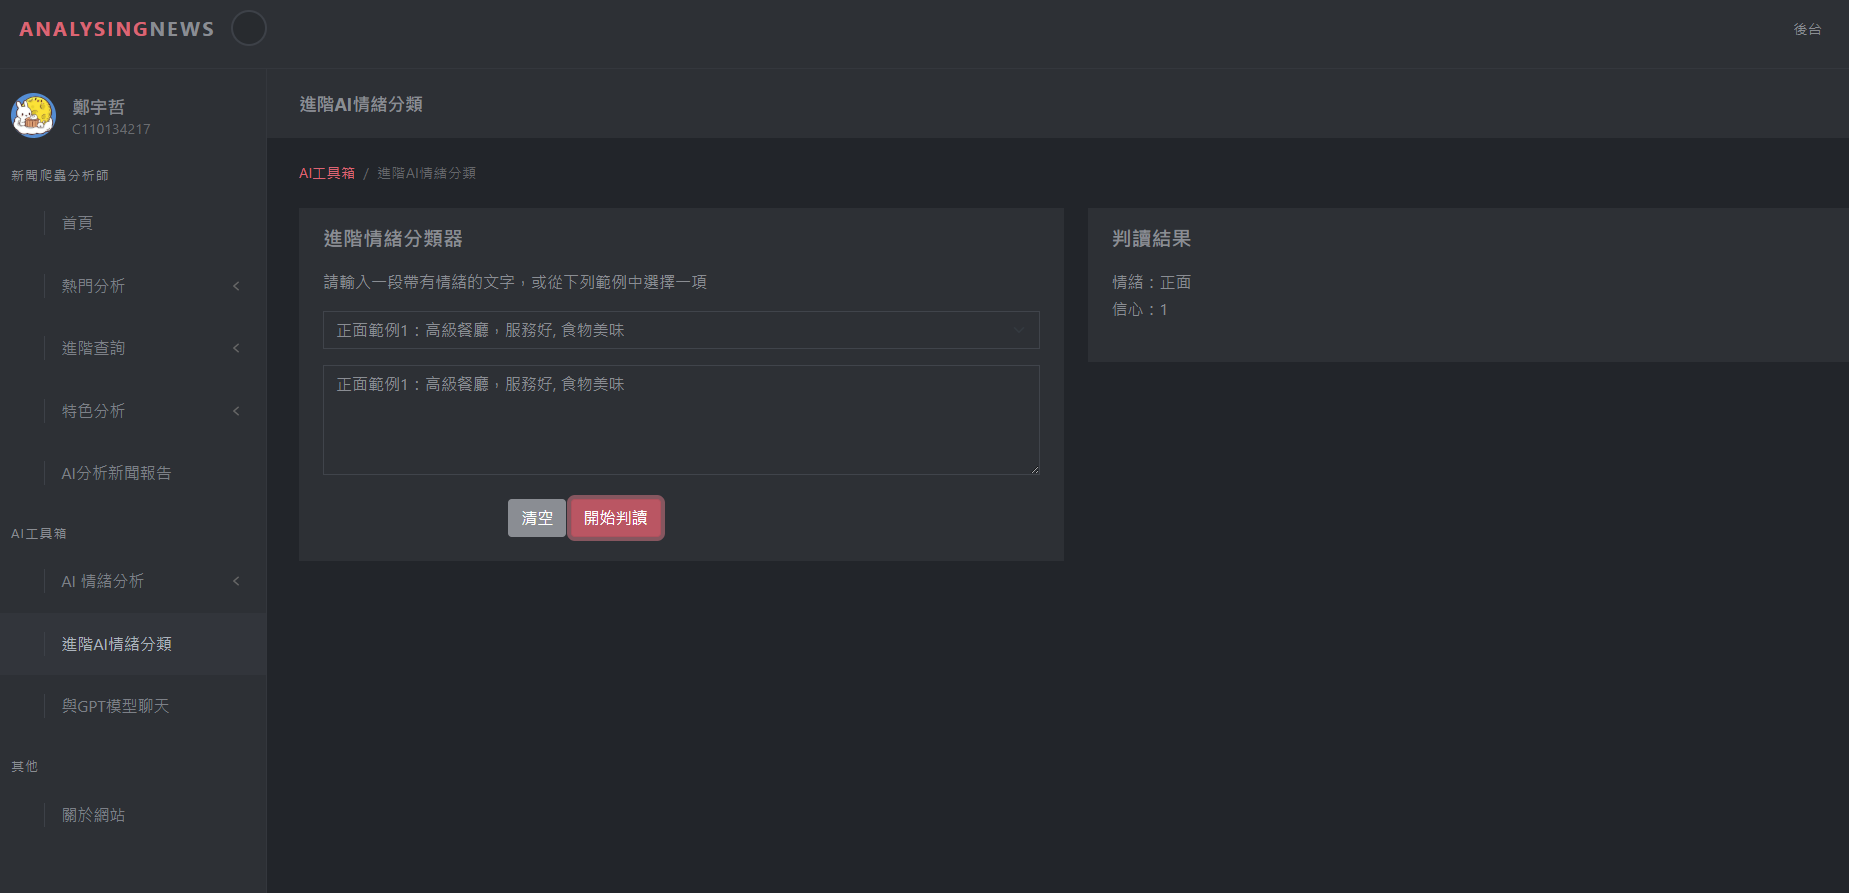 ANALYSINGNEWS
後台
鄭宇哲
C110134217
新聞爬蟲分析師
首頁
熱門分析
進階查詢
特色分析
AI分析新聞報告
AI工具箱
AI 情緒分析
進階AI情緒分類
與GPT模型聊天
其他
關於網站
進階AI情緒分類
AI工具箱 / 進階AI情緒分類
進階情緒分類器
請輸入一段帶有情緒的文字，或從下列範例中選擇一項
正面範例1：高級餐廳，服務好, 食物美味
正面範例1：高級餐廳，服務好, 食物美味
清空
開始判讀
判讀結果
情緒：正面
信心：1